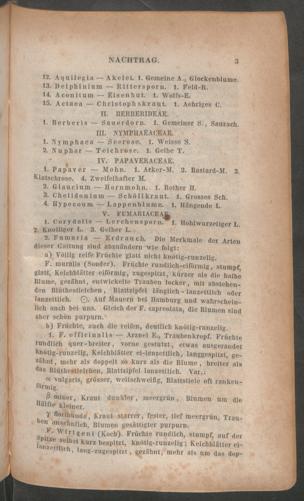 NACHTRAG. 3
12. Aquilegia — Akelei. 1. Gemeine A., Glockenblume.
13. Delphinium — Rittersporn. 1. Feld-R.
14. Aconitum — Eisenhut. 1. Wolfs-E.
15. Actaea — Christophskraut. 1. Aehriges C.
II. BERBERIDEAE.
1. Berberis — Sauerdorn. 1. Gemeiner S., Saurach.
III. NYMPHAEACEAE.
1. Nymphaea — Seerose. 1. Weisse S.
2. Nuphar — Teichrose. 1. Gelbe T.
IV. PAPAVERACEAE.
1. Papaver — Mohn. 1. Acker-M. 2. Bastard-M. 3.
Klatschrose. 4. Zweifelhafter M.
2. Glaucium — Hornmohn. 1. Rother H.
3. Chelidonium — Schöllkraut. 1. Grosses Sch.
4. Hypecoum — Lappenblume. 1. Hängende L.
V. FUMARIACEAE.
1. Corydalis — Lerchensporn. 1. Hohlwurzeliger L.
2. Knolliger L. 3. Gelber L.
2. Fumaria — Erdrauch. Die Merkmale der Arten
dieser Gattung sind abzuändern wie folgt:
a) Völlig reife Früchte glatt nicht knotig-runzelig.
F. muralis (Sonder). Früchte rundlich-eiförmig, stumpf,
glatt, Kelchblätter eiförmig, zugespitzt, kürzer als die halbe
Blume, gezähnt, entwickelte Trauben locker, mit abstehen-
den Blüthestielchen, Blattzipfel länglich-lanzettlich oder
lanzettlich. ☉. Auf Mauern bei Hamburg und wahrschein-
lich auch bei uns. Gleich der F. capreolata, die Blumen sind
aber schön purpurn.
b) Früchte, auch die reifen, deutlich knötig-runzelig.
1. F. officinalis — Arznei E., Traubenkropf. Früchte
rundlich quer-breiter, vorne gestutzt, etwas ausgerandet
knotig-runzelig, Kelchblätter ei-lanzettlich, langgespitzt, ge-
zähnt, mehr als doppelt so kurz als die Blume, breiter als
das Blüthestielchen, Blattzipfel lanzettlich. Var.:
α vulgaris, grösser, weitschweifig, Blattstiele oft ranken-
förmig.
β minor, Kraut dunkler, meergrün, Blumen um die
Hälfte kleiner.
γ floribunda, Kraut starrer, fester, tief meergrün, Trau-
ben ansehnlich, Blumen gesättigter purpurn.
F. Wirtgeni (Koch). Früchte rundlich, stumpf, auf der
Spitze selbst kurz bespitzt, knotig-runzelig; Kelchblätter ei-
lanzettlich, lang-zugespitzt, gezähnt, mehr als um das dop-